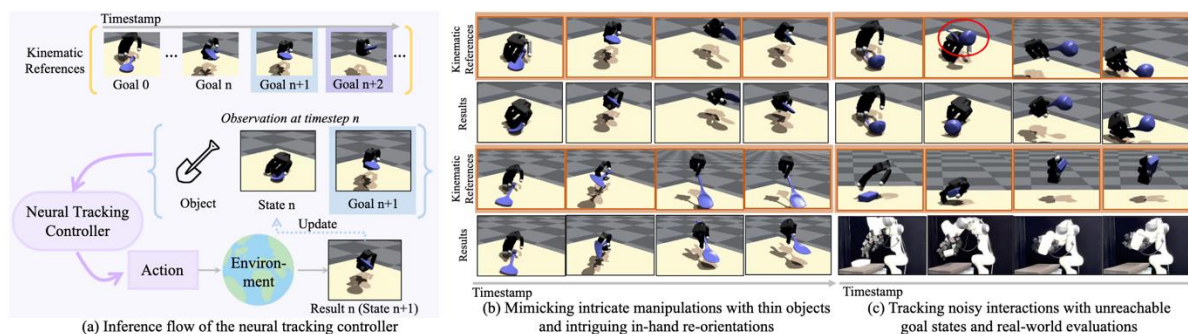 Timestamp
Kinematic
References
Goal 0
...
Goal n
Goal n+1
Goal n+2
...
Observation at timestep n
Object
State n
Goal n+1
Neural Tracking
Controller
Update
Action
Environ-
ment
Result n (State n+1)
(a) Inference flow of the neural tracking controller
Kinematic
References
Results
Kinematic
References
Results
Timestamp
(b) Mimicking intricate manipulations with thin objects
and intriguing in-hand re-orientations
Timestamp
(c) Tracking noisy interactions with unreachable
goal states and real-world evaluations